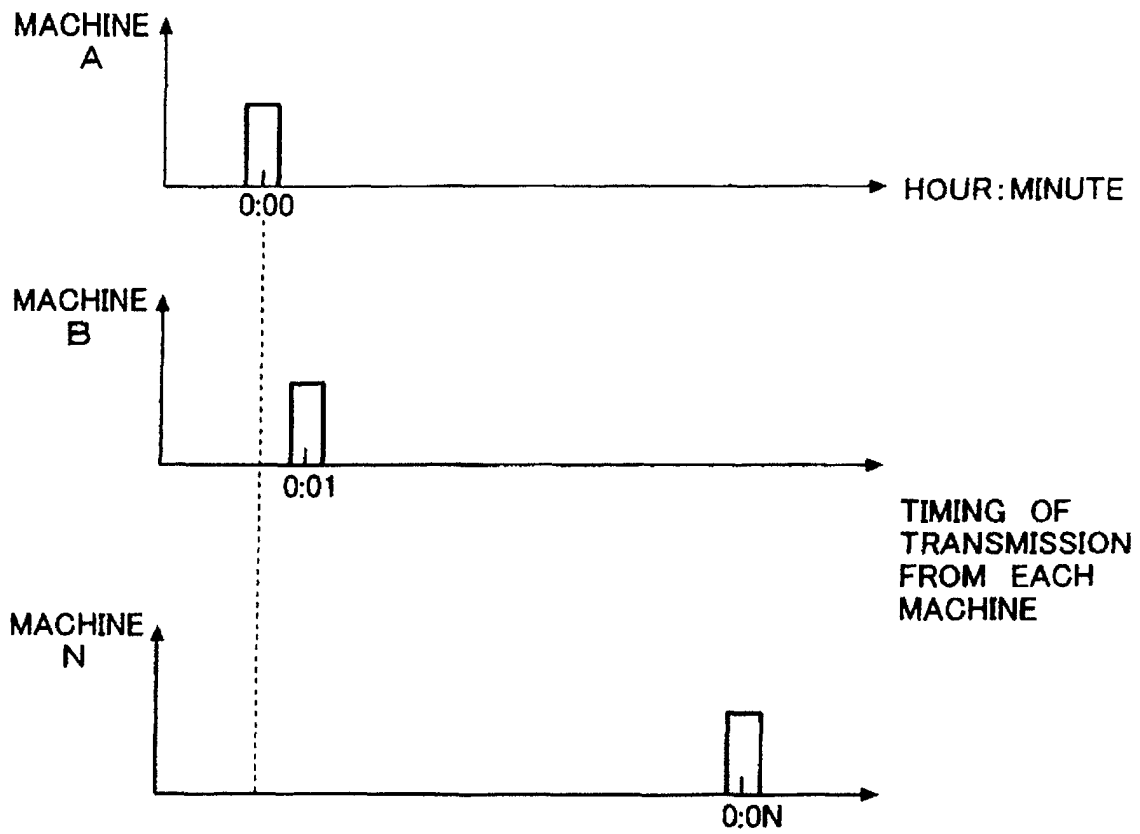 MACHINE
A
0:00
HOUR:MINUTE
MACHINE
B
0:01
TIMING OF
TRANSMISSION
FROM EACH
MACHINE
MACHINE
N
0:0N